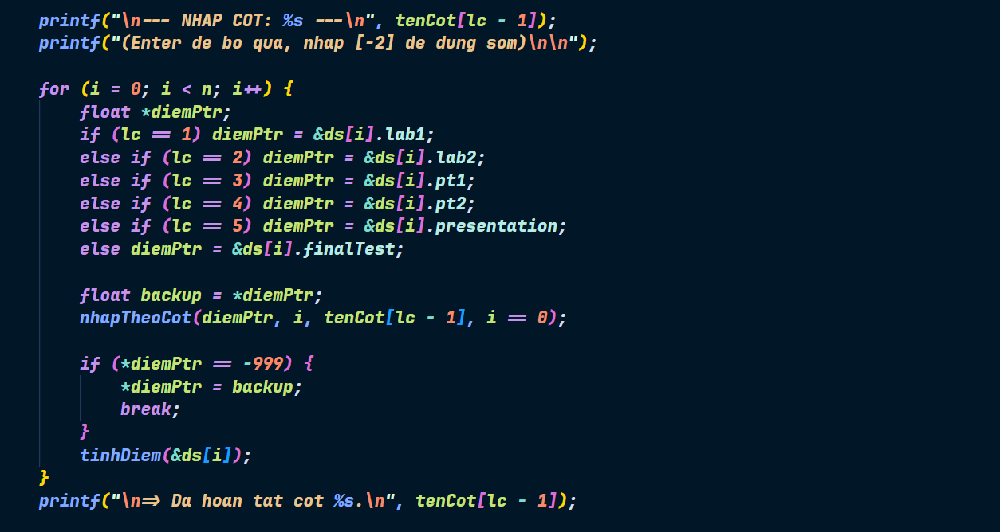 printf("\n--- NHAP COT: %s ---\n", tenCot[lc - 1]);
printf("(Enter de bo qua, nhap [-2] de dung som)\n\n");
for (i = 0; i < n; i++) {
float *diemPtr;
if (lc == 1) diemPtr = &ds[i].lab1;
else if (lc == 2) diemPtr = &ds[i].lab2;
else if (lc == 3) diemPtr = &ds[i].pt1;
else if (lc == 4) diemPtr = &ds[i].pt2;
else if (lc == 5) diemPtr = &ds[i].presentation;
else diemPtr = &ds[i].finalTest;
float backup = *diemPtr;
nhapTheoCot(diemPtr, i, tenCot[lc - 1], i == 0);
if (*diemPtr == -999) {
*diemPtr = backup;
break;
}
tinhDiem(&ds[i]);
}
printf("\n=> Da hoan tat cot %s.\n", tenCot[lc - 1]);